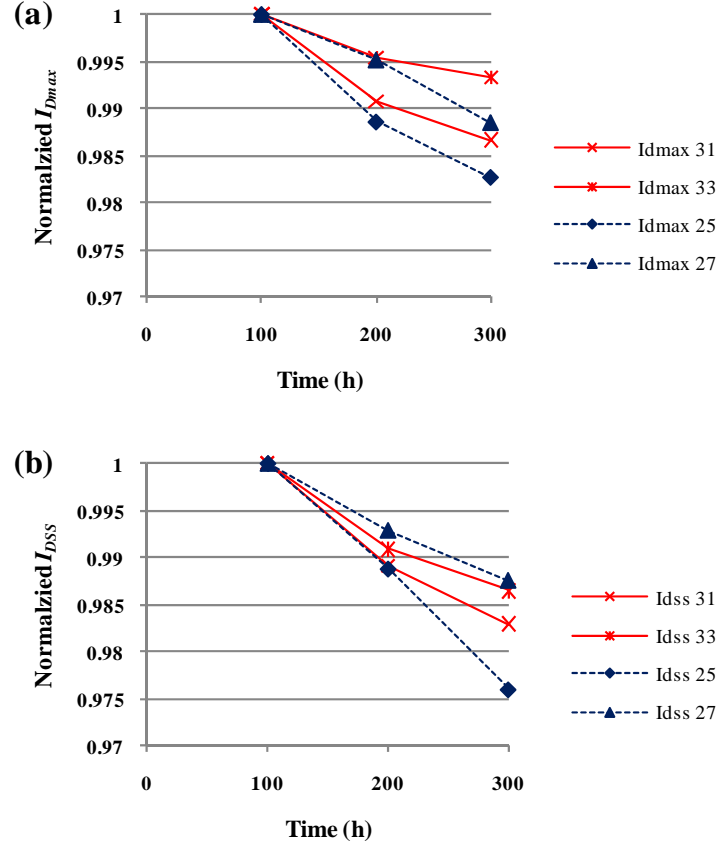 (a)
Normalzied I_Dmax
1
0.995
0.99
0.985
0.98
0.975
0.97
0 100 200 300
Time (h)
Idmax 31
Idmax 33
Idmax 25
Idmax 27
(b)
Normalzied I_DSS
1
0.995
0.99
0.985
0.98
0.975
0.97
0 100 200 300
Time (h)
Idss 31
Idss 33
Idss 25
Idss 27